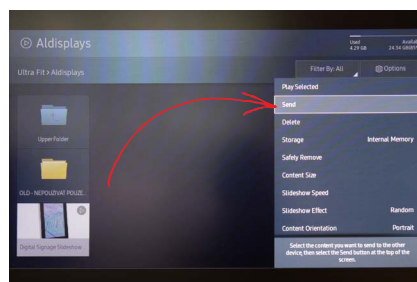 Aldisplays
Used
4.29 GB
24.34 GB
Ultra Fit > Aldisplays
Filter By: All
Options
Play Selected
Send
Delete
Storage Internal Memory
Safely Remove
Content Size
Slideshow Speed
Slideshow Effect Random
Content Orientation Portrait
Upper Folder
OLD - NEPOUZIVAT POUZE...
Digital Signage Slideshow
Select the content you want to send to the other
device, then select the Send button at the top of the
screen.